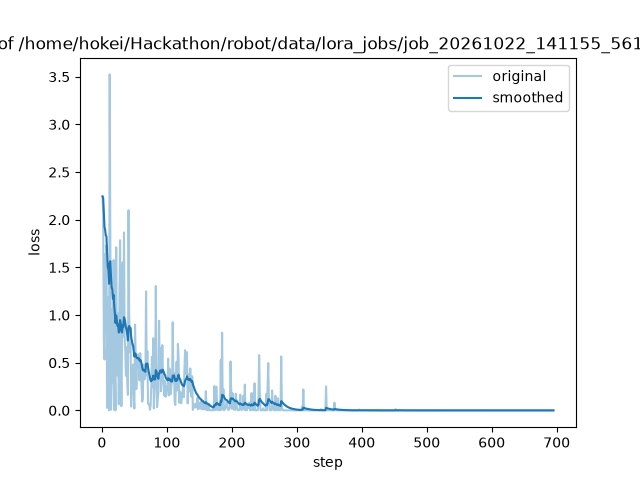 of /home/hokei/Hackathon/robot/data/lora_jobs/job_20261022_141155_561
original
smoothed
loss
3.5
3.0
2.5
2.0
1.5
1.0
0.5
0.0
0 100 200 300 400 500 600 700
step